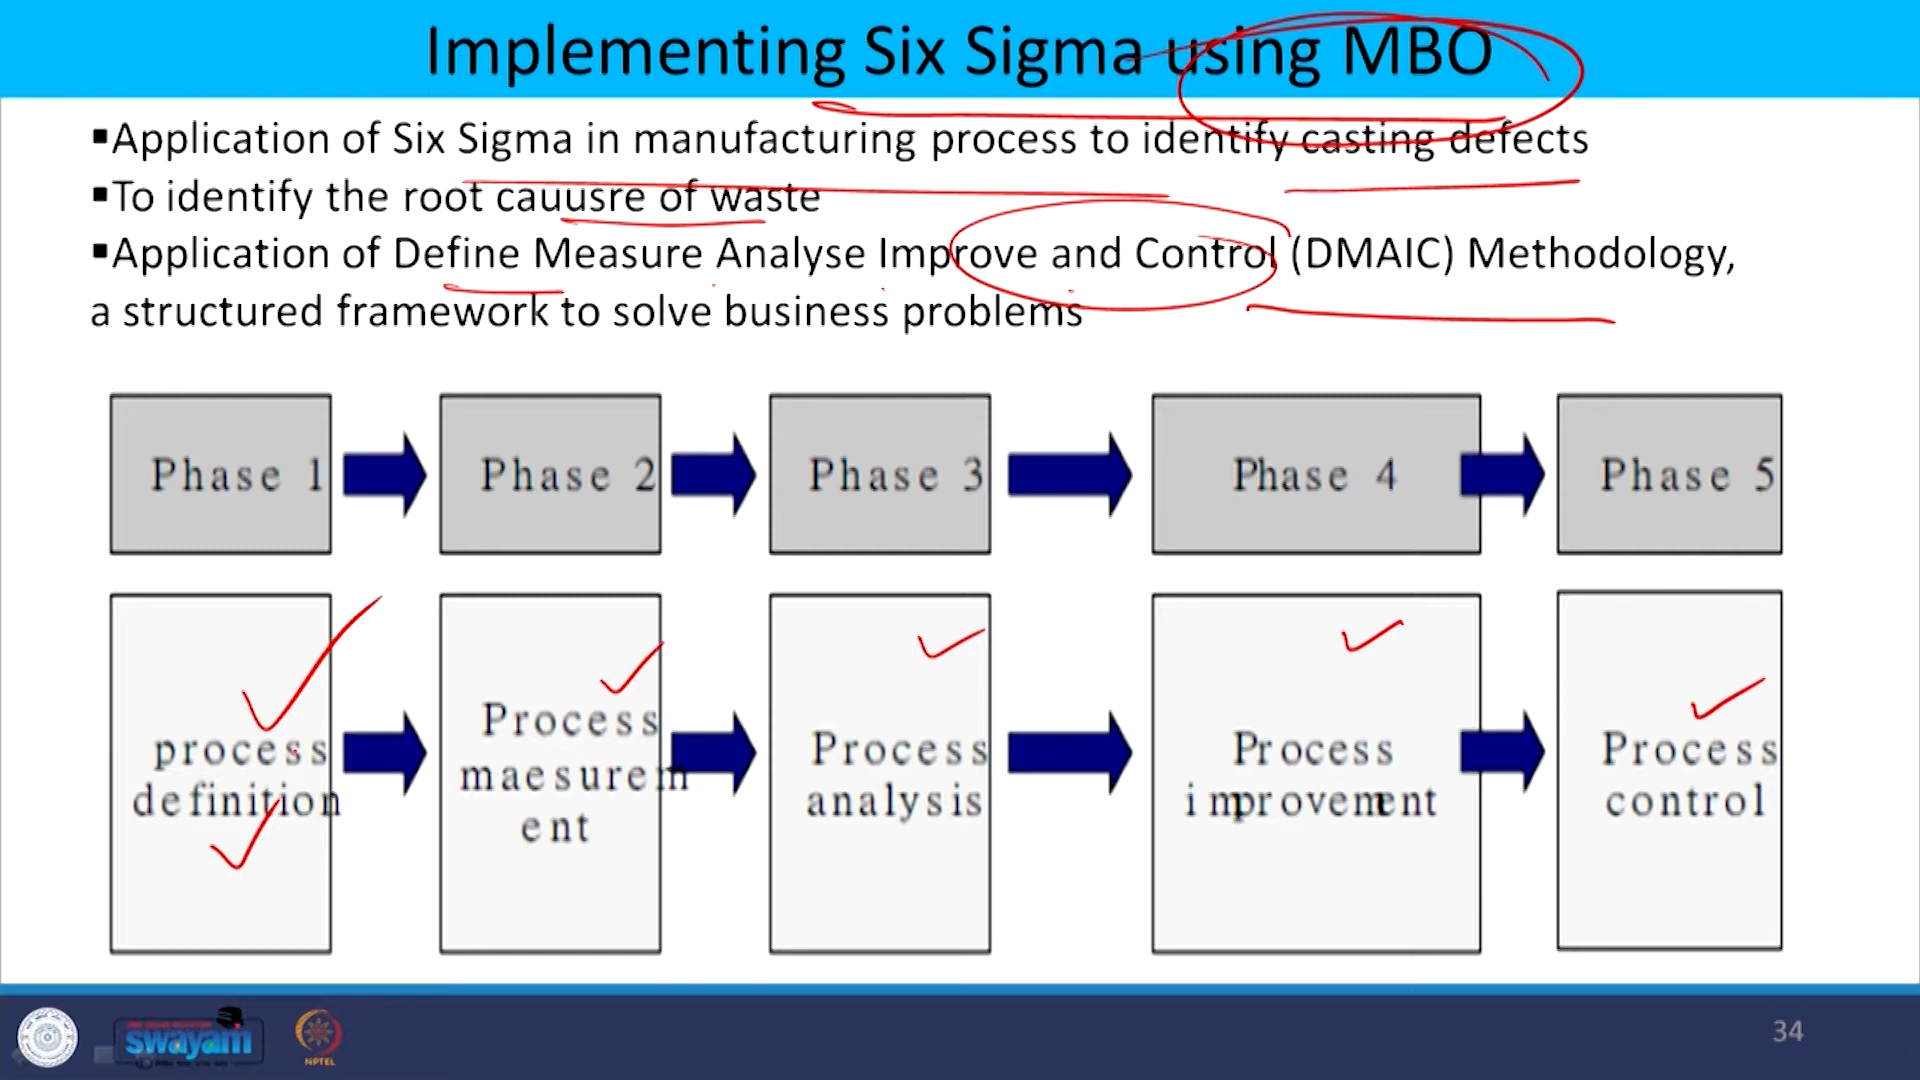 Implementing Six Sigma using MBO
▪Application of Six Sigma in manufacturing process to identify casting defects
▪To identify the root cauusre of waste
▪Application of Define Measure Analyse Improve and Control (DMAIC) Methodology,
a structured framework to solve business problems
Phase 1
Phase 2
Phase 3
Phase 4
Phase 5
process
definition
Process
maesurem
ent
Process
analysis
Process
improvement
Process
control
swayam
NPTEL
34